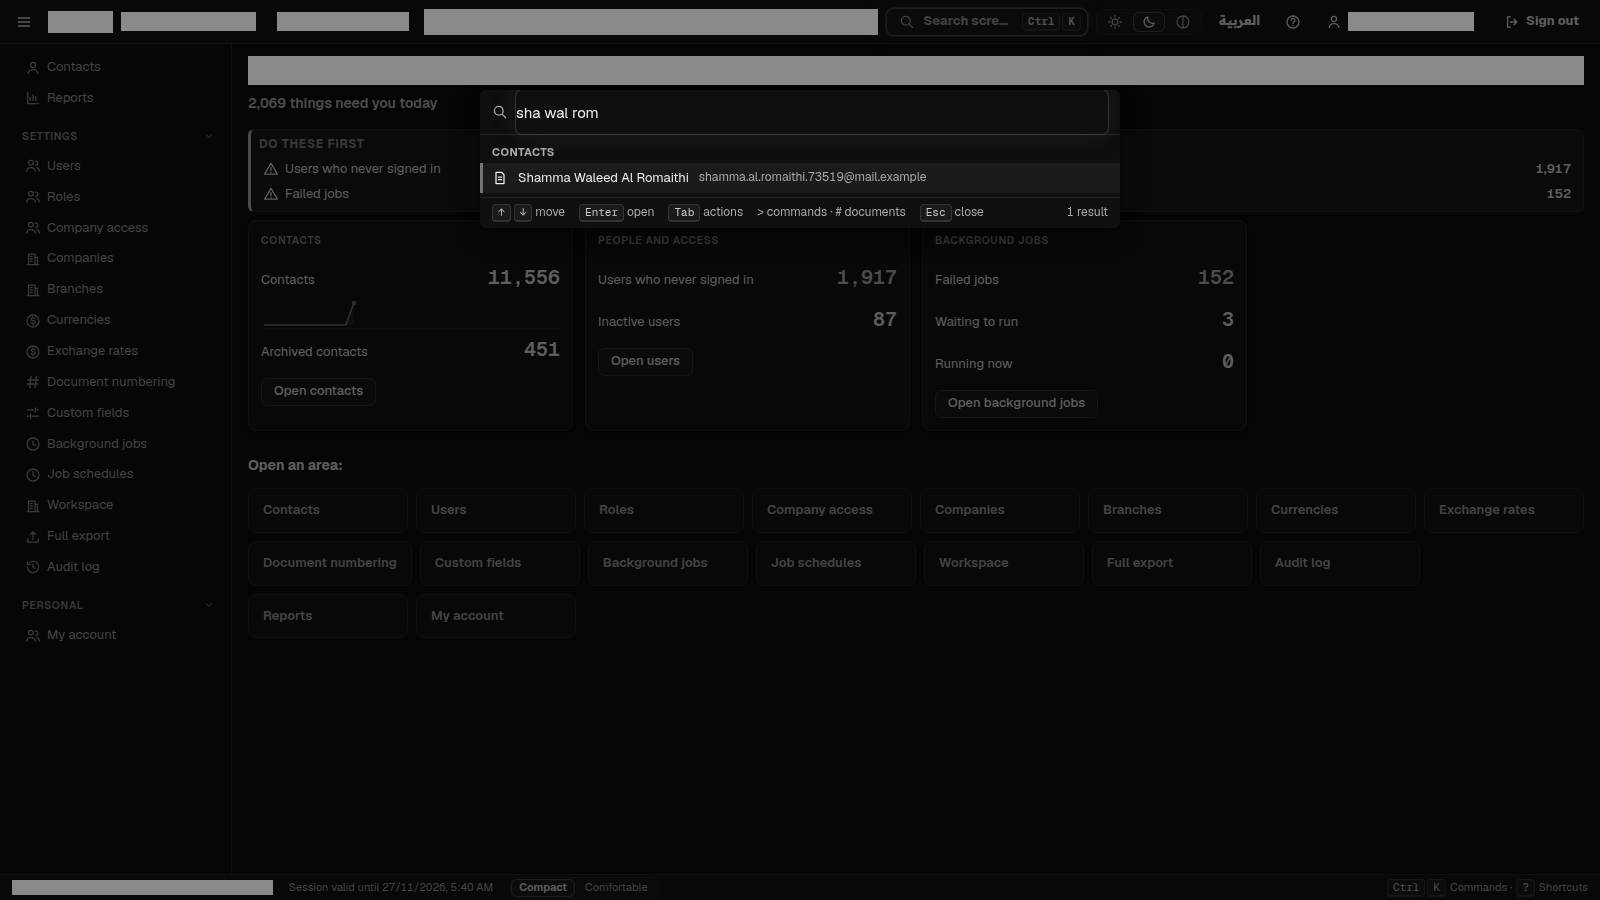 Search scre... Ctrl K العربية Sign out
Contacts
Reports
SETTINGS
Users
Roles
Company access
Companies
Branches
Currencies
Exchange rates
Document numbering
Custom fields
Background jobs
Job schedules
Workspace
Full export
Audit log
PERSONAL
My account
2,069 things need you today
DO THESE FIRST
Users who never signed in 1,917
Failed jobs 152
sha wal rom
CONTACTS
Shamma Waleed Al Romaithi shamma.al.romaithi.73519@mail.example
↑ ↓ move Enter open Tab actions > commands · # documents Esc close 1 result
CONTACTS
Contacts 11,556
Archived contacts 451
Open contacts
PEOPLE AND ACCESS
Users who never signed in 1,917
Inactive users 87
Open users
BACKGROUND JOBS
Failed jobs 152
Waiting to run 3
Running now 0
Open background jobs
Open an area:
Contacts Users Roles Company access Companies Branches Currencies Exchange rates
Document numbering Custom fields Background jobs Job schedules Workspace Full export Audit log
Reports My account
Session valid until 27/11/2026, 5:40 AM Compact Comfortable Ctrl K Commands · ? Shortcuts